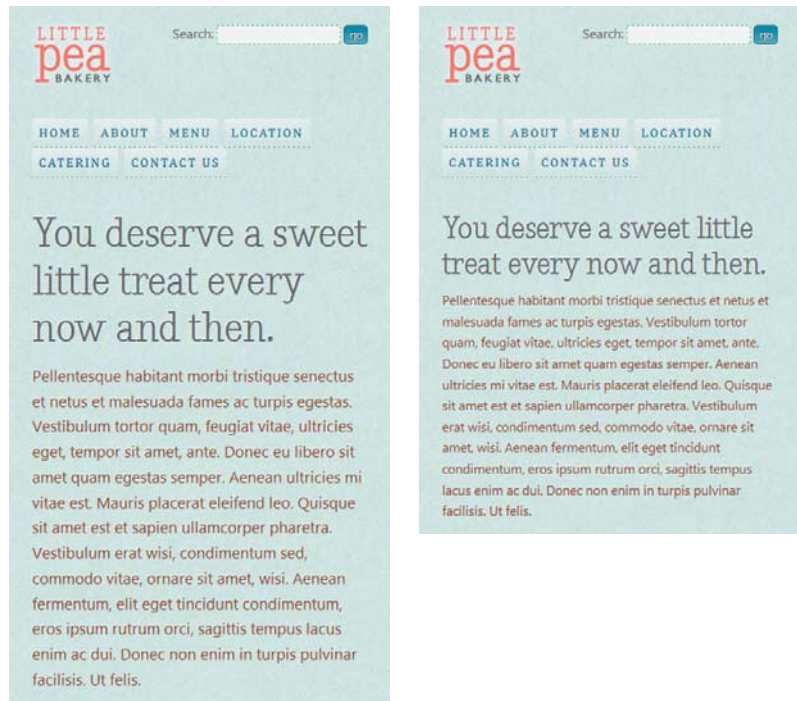 LITTLE
pea
BAKERY
Search:
go
HOME ABOUT MENU LOCATION
CATERING CONTACT US
You deserve a sweet
little treat every
now and then.
Pellentesque habitant morbi tristique senectus
et netus et malesuada fames ac turpis egestas.
Vestibulum tortor quam, feugiat vitae, ultricies
eget, tempor sit amet, ante. Donec eu libero sit
amet quam egestas semper. Aenean ultricies mi
vitae est. Mauris placerat eleifend leo. Quisque
sit amet est et sapien ullamcorper pharetra.
Vestibulum erat wisi, condimentum sed,
commodo vitae, ornare sit amet, wisi. Aenean
fermentum, elit eget tincidunt condimentum,
eros ipsum rutrum orci, sagittis tempus lacus
enim ac dui. Donec non enim in turpis pulvinar
facilisis. Ut felis.
LITTLE
pea
BAKERY
Search:
go
HOME ABOUT MENU LOCATION
CATERING CONTACT US
You deserve a sweet little
treat every now and then.
Pellentesque habitant morbi tristique senectus et netus et
malesuada fames ac turpis egestas. Vestibulum tortor
quam, feugiat vitae, ultricies eget, tempor sit amet, ante.
Donec eu libero sit amet quam egestas semper. Aenean
ultricies mi vitae est. Mauris placerat eleifend leo. Quisque
sit amet est et sapien ullamcorper pharetra. Vestibulum
erat wisi, condimentum sed, commodo vitae, ornare sit
amet, wisi. Aenean fermentum, elit eget tincidunt
condimentum, eros ipsum rutrum orci, sagittis tempus
lacus enim ac dui. Donec non enim in turpis pulvinar
facilisis. Ut felis.